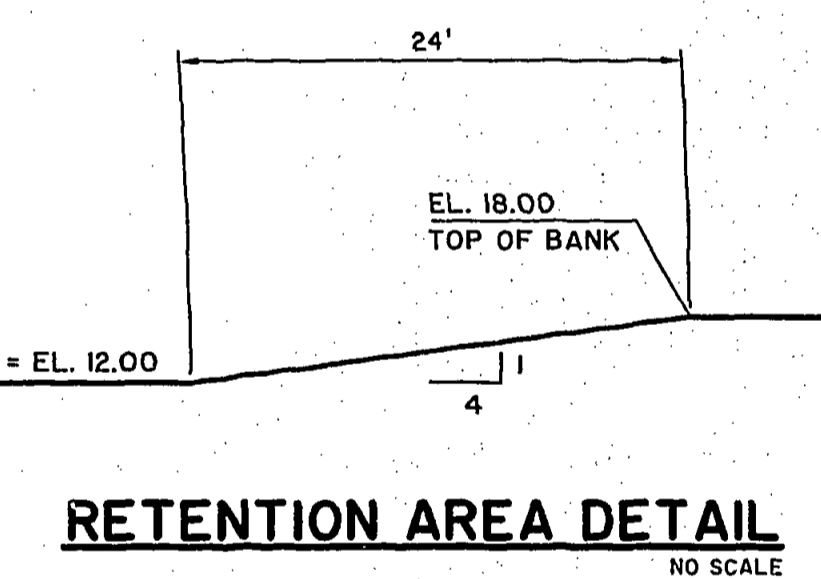 24'
EL. 18.00
TOP OF BANK
= EL. 12.00
1
4
RETENTION AREA DETAIL
NO SCALE